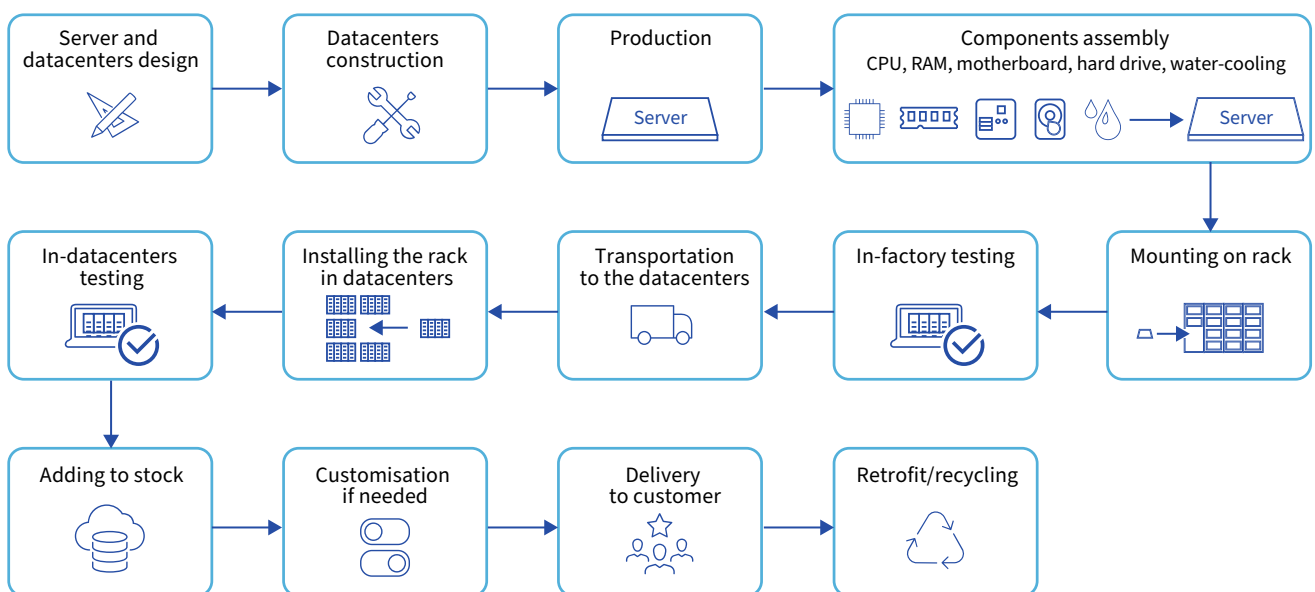 Server and
datacenters design
Datacenters
construction
Production
Server
Components assembly
CPU, RAM, motherboard, hard drive, water-cooling
Server
Mounting on rack
In-factory testing
Transportation
to the datacenters
Installing the rack
in datacenters
In-datacenters
testing
Adding to stock
Customisation
if needed
Delivery
to customer
Retrofit/recycling